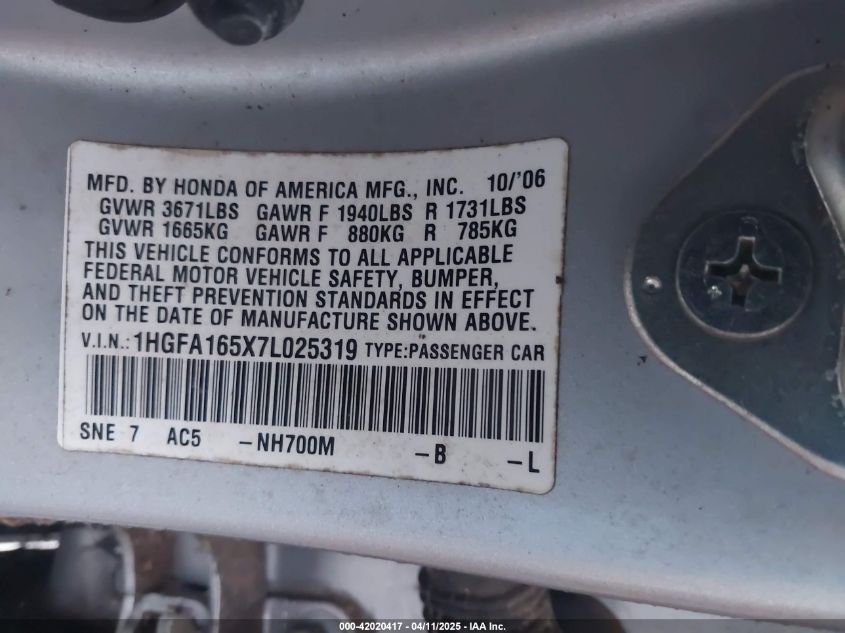 MFD. BY HONDA OF AMERICA MFG., INC. 10/'06
GVWR 3671LBS GAWR F 1940LBS R 1731LBS
GVWR 1665KG GAWR F 880KG R 785KG
THIS VEHICLE CONFORMS TO ALL APPLICABLE
FEDERAL MOTOR VEHICLE SAFETY, BUMPER,
AND THEFT PREVENTION STANDARDS IN EFFECT
ON THE DATE OF MANUFACTURE SHOWN ABOVE.
V.I.N.: 1HGFA165X7L025319 TYPE:PASSENGER CAR
SNE 7 AC5 -NH700M -B -L
000-42020417 - 04/11/2025 - IAA Inc.